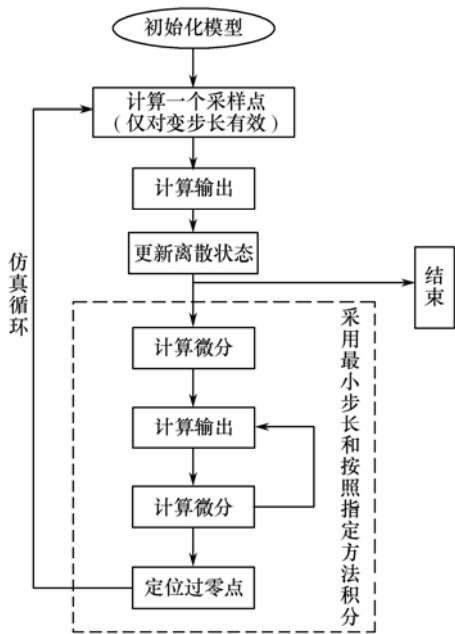 初始化模型
计算一个采样点
(仅对变步长有效)
计算输出
更新离散状态
结束
仿真循环
计算微分
计算输出
计算微分
定位过零点
采用最小步长和按照指定方法积分